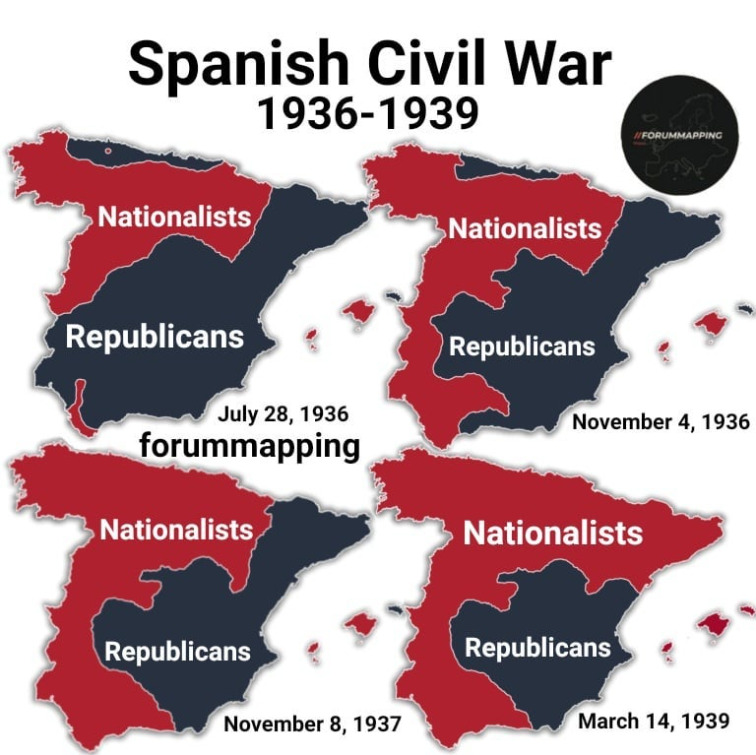 Spanish Civil War
1936-1939
//FORUMMAPPING
Nationalists
Republicans
July 28, 1936
Nationalists
Republicans
November 4, 1936
forummapping
Nationalists
Republicans
November 8, 1937
Nationalists
Republicans
March 14, 1939